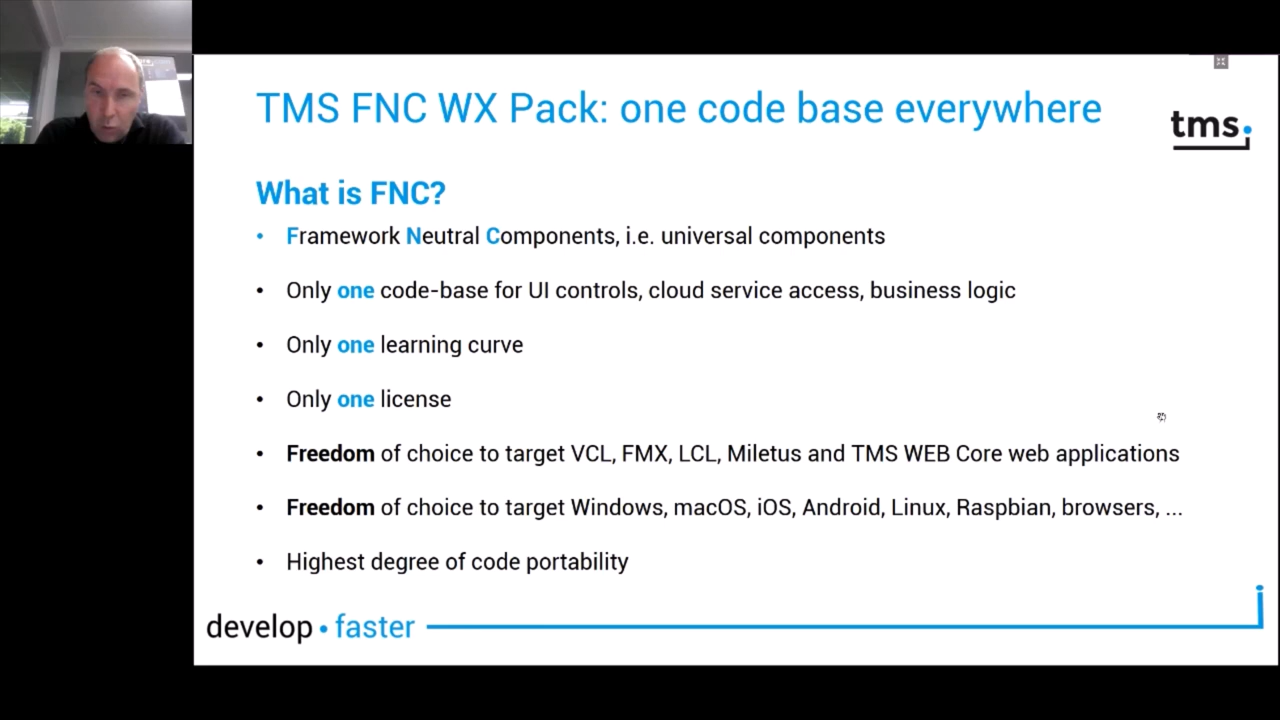 TMS FNC WX Pack: one code base everywhere
tms.
What is FNC?
• Framework Neutral Components, i.e. universal components
• Only one code-base for UI controls, cloud service access, business logic
• Only one learning curve
• Only one license
• Freedom of choice to target VCL, FMX, LCL, Miletus and TMS WEB Core web applications
• Freedom of choice to target Windows, macOS, iOS, Android, Linux, Raspbian, browsers, ...
• Highest degree of code portability
develop • faster